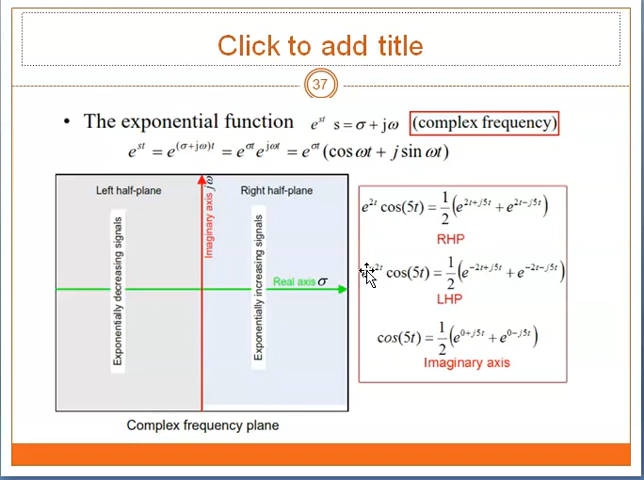 Click to add title
37
• The exponential function e^{st} s = σ + jω (complex frequency)
e^{st} = e^{(σ+jω)t} = e^{σt} e^{jωt} = e^{σt} (cos ωt + j sin ωt)
Left half-plane
Right half-plane
Imaginary axis jω
Exponentially decreasing signals
Exponentially increasing signals
Real axis σ
Complex frequency plane
e^{2t} cos(5t) = 1/2 (e^{2t+j5t} + e^{2t−j5t})
RHP
cos(5t) = 1/2 (e^{−2t+j5t} + e^{−2t−j5t})
LHP
cos(5t) = 1/2 (e^{0+j5t} + e^{0−j5t})
Imaginary axis